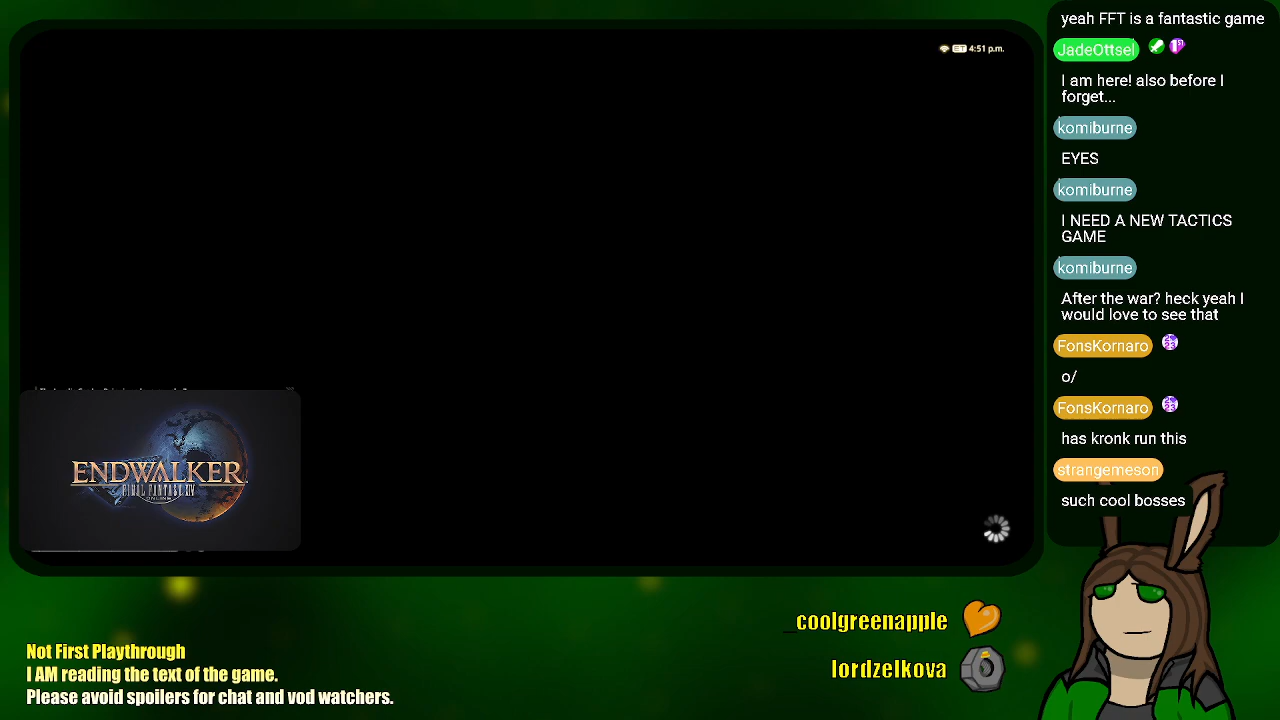 yeah FFT is a fantastic game
JadeOttsel
I am here! also before I
forget...
komiburne
EYES
komiburne
I NEED A NEW TACTICS
GAME
komiburne
After the war? heck yeah I
would love to see that
FonsKornaro
o/
FonsKornaro
has kronk run this
strangemeson
such cool bosses
ET 4:51 p.m.
ENDWALKER
FINAL FANTASY XIV
ONLINE
_coolgreenapple
lordzelkova
Not First Playthrough
I AM reading the text of the game.
Please avoid spoilers for chat and vod watchers.